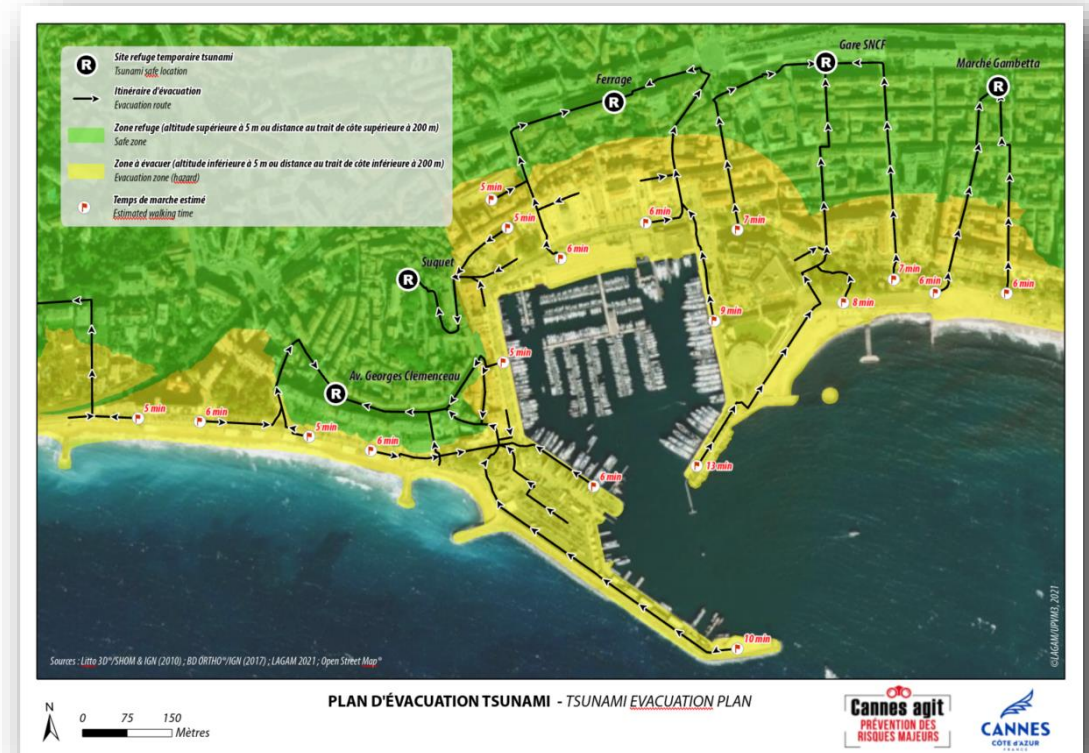 R
Site refuge temporaire tsunami
Tsunami safe location
Itinéraire d'évacuation
Evacuation route
Zone refuge (altitude supérieure à 5 m ou distance au trait de côte supérieure à 200 m)
Safe zone
Zone à évacuer (altitude inférieure à 5 m ou distance au trait de côte inférieure à 200 m)
Evacuation zone (hazard)
Temps de marche estimé
Estimated walking time
Gare SNCF
R
Marché Gambetta
R
Ferrage
R
5 min
5 min
6 min
6 min
7 min
Suquet
R
7 min
6 min
6 min
8 min
9 min
5 min
Av. Georges Clemenceau
R
5 min
6 min
5 min
6 min
6 min
13 min
10 min
Sources : Litto 3D®/SHOM & IGN (2010) ; BD ORTHO®/IGN (2017) ; LAGAM 2021 ; Open Street Map®
©LAGAM/UPVM3, 2021
N
0 75 150
Mètres
PLAN D'ÉVACUATION TSUNAMI - TSUNAMI EVACUATION PLAN
Cannes agit
PRÉVENTION DES
RISQUES MAJEURS
CANNES
CÔTE D'AZUR
FRANCE